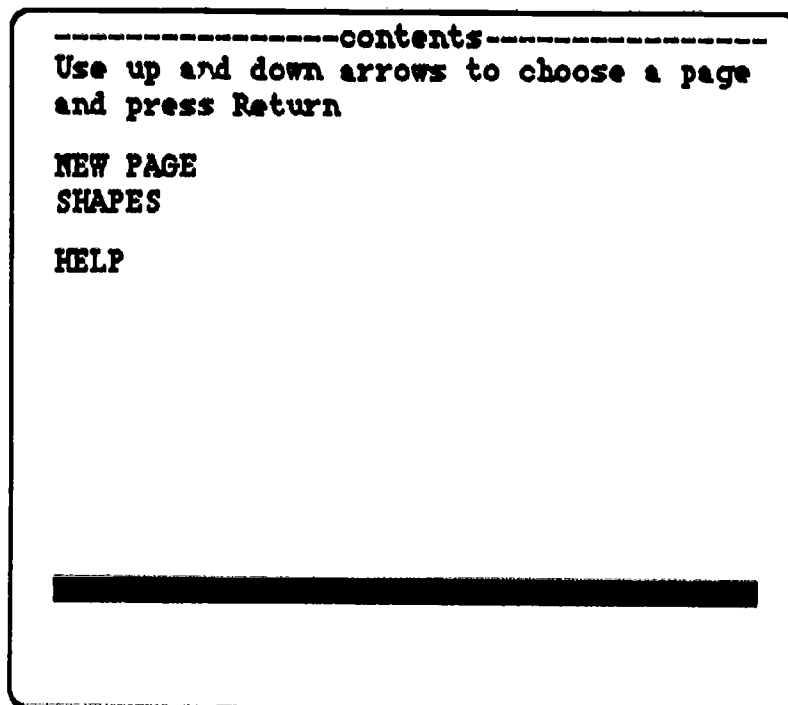 -----------------contents-----------------
Use up and down arrows to choose a page
and press Return
NEW PAGE
SHAPES
HELP